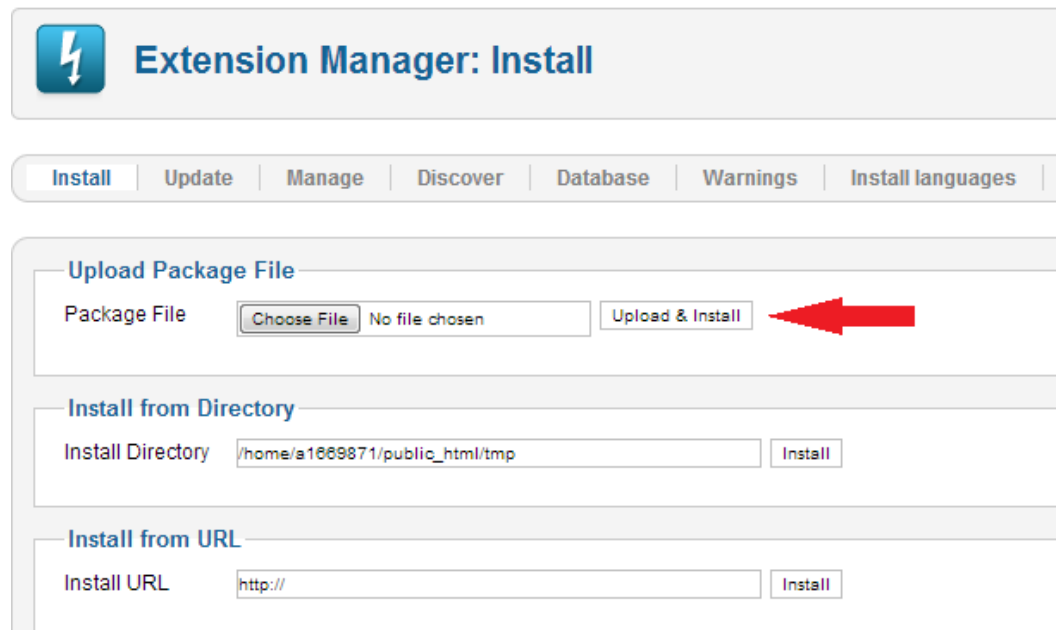 Extension Manager: Install
Install Update Manage Discover Database Warnings Install languages
Upload Package File
Package File Choose File No file chosen Upload & Install
Install from Directory
Install Directory /home/a1669871/public_html/tmp Install
Install from URL
Install URL http:// Install